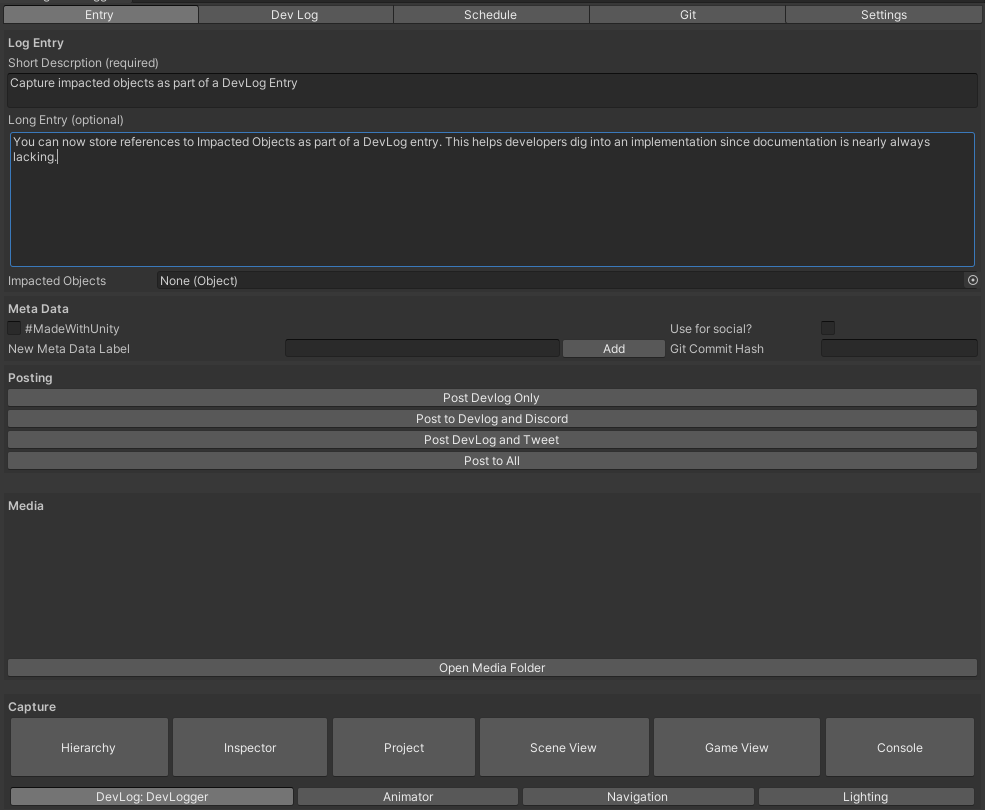 Entry Dev Log Schedule Git Settings
Log Entry
Short Descrption (required)
Capture impacted objects as part of a DevLog Entry
Long Entry (optional)
You can now store references to Impacted Objects as part of a DevLog entry. This helps developers dig into an implementation since documentation is nearly always
lacking.
Impacted Objects None (Object)
Meta Data
#MadeWithUnity Use for social?
New Meta Data Label Add Git Commit Hash
Posting
Post Devlog Only
Post to Devlog and Discord
Post DevLog and Tweet
Post to All
Media
Open Media Folder
Capture
Hierarchy Inspector Project Scene View Game View Console
DevLog: DevLogger Animator Navigation Lighting